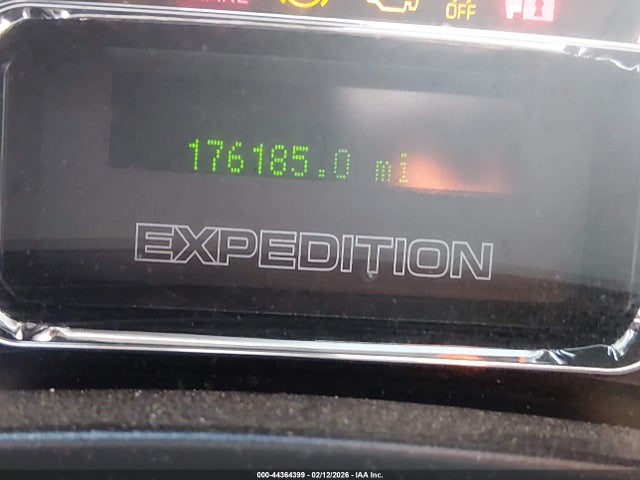 OFF
176185.0 mi
EXPEDITION
000-44364399 - 02/12/2026 - IAA Inc.